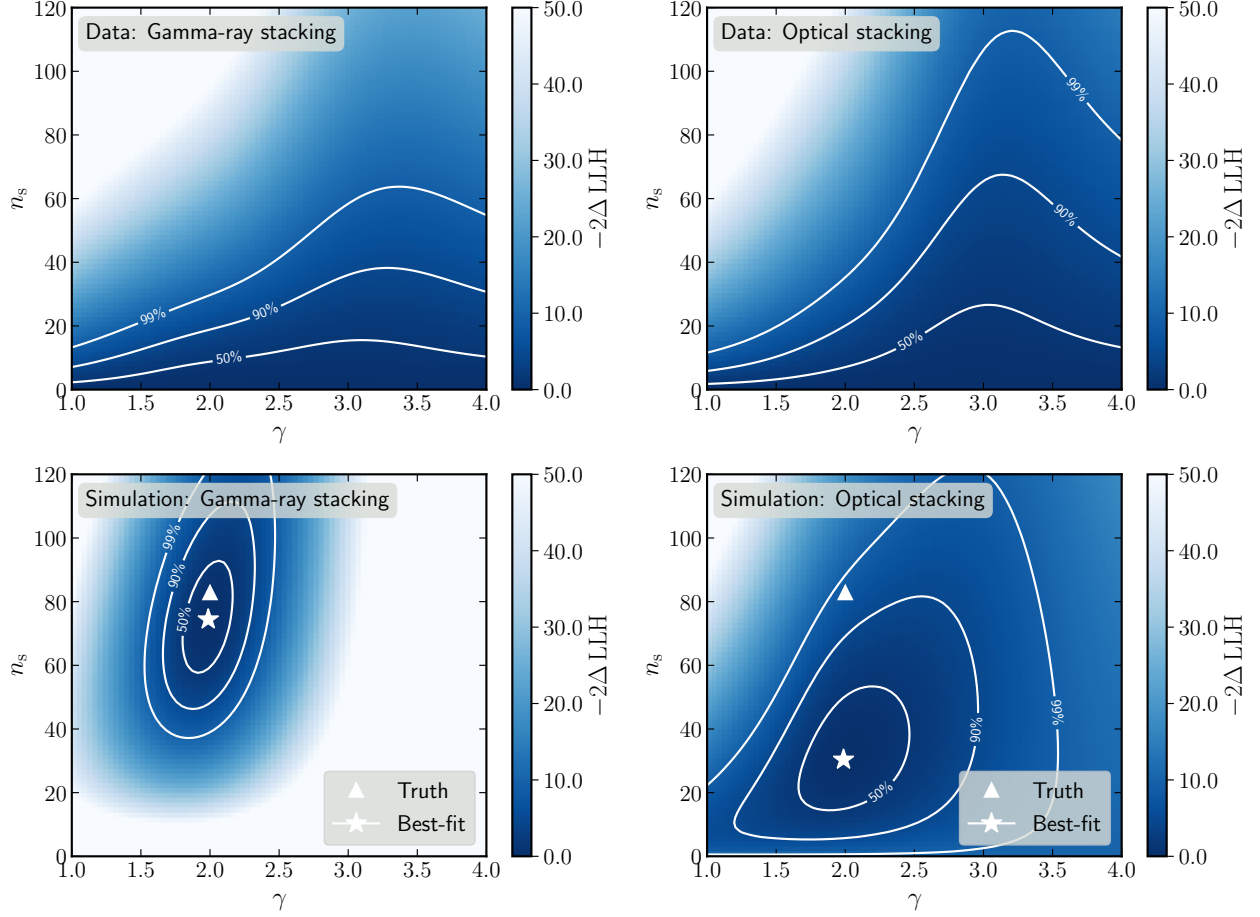 Data: Gamma-ray stacking
120
100
80
60
40
20
0
nₛ
99%
90%
50%
1.0 1.5 2.0 2.5 3.0 3.5 4.0
γ
50.0
40.0
30.0
20.0
10.0
0.0
−2Δ LLH
Data: Optical stacking
120
100
80
60
40
20
0
nₛ
99%
90%
50%
1.0 1.5 2.0 2.5 3.0 3.5 4.0
γ
50.0
40.0
30.0
20.0
10.0
0.0
−2Δ LLH
Simulation: Gamma-ray stacking
120
100
80
60
40
20
0
nₛ
99%
90%
50%
Truth
Best-fit
1.0 1.5 2.0 2.5 3.0 3.5 4.0
γ
50.0
40.0
30.0
20.0
10.0
0.0
−2Δ LLH
Simulation: Optical stacking
120
100
80
60
40
20
0
nₛ
99%
90%
50%
Truth
Best-fit
1.0 1.5 2.0 2.5 3.0 3.5 4.0
γ
50.0
40.0
30.0
20.0
10.0
0.0
−2Δ LLH